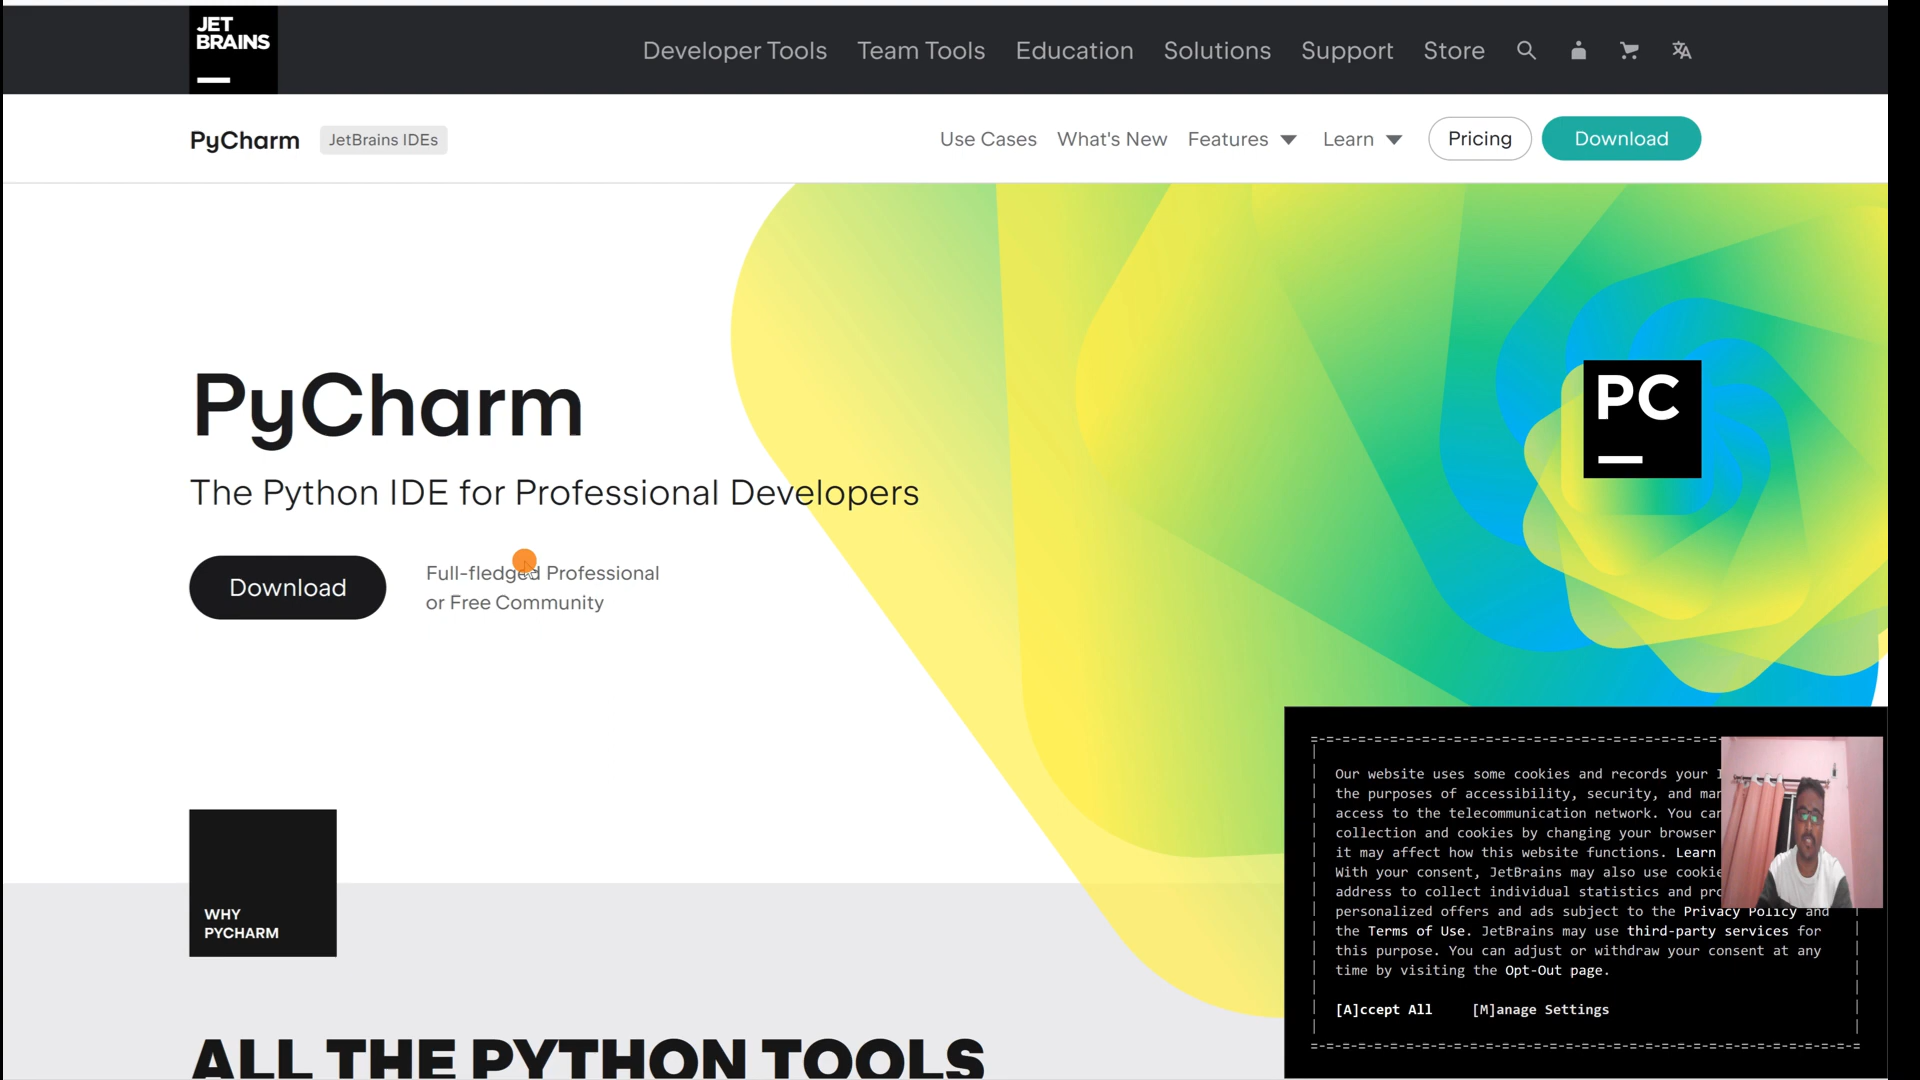 JET
BRAINS
Developer Tools Team Tools Education Solutions Support Store
PyCharm JetBrains IDEs Use Cases What's New Features Learn Pricing Download
PyCharm
The Python IDE for Professional Developers
Download
Full-fledged Professional
or Free Community
PC
WHY
PYCHARM
ALL THE PYTHON TOOLS
Our website uses some cookies and records your
the purposes of accessibility, security, and
access to the telecommunication network. You
collection and cookies by changing your browser
it may affect how this website functions. Learn
With your consent, JetBrains may also use
address to collect individual statistics and
personalized offers and ads subject to the Privacy Policy and
the Terms of Use. JetBrains may use third-party services for
this purpose. You can adjust or withdraw your consent at any
time by visiting the Opt-Out page.
[A]ccept All [M]anage Settings